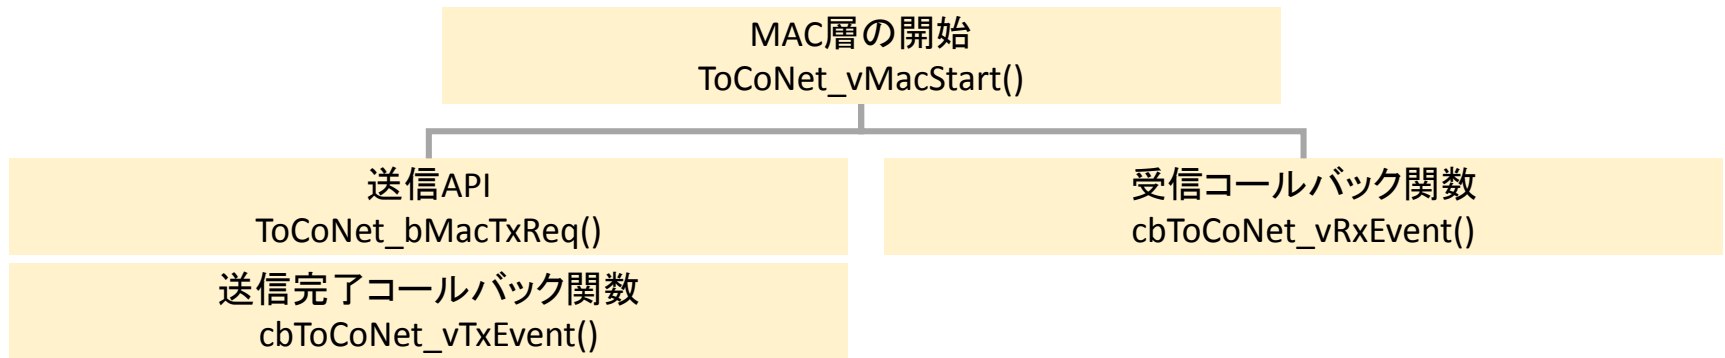 MAC層の開始
ToCoNet_vMacStart()
送信API
ToCoNet_bMacTxReq()
送信完了コールバック関数
cbToCoNet_vTxEvent()
受信コールバック関数
cbToCoNet_vRxEvent()